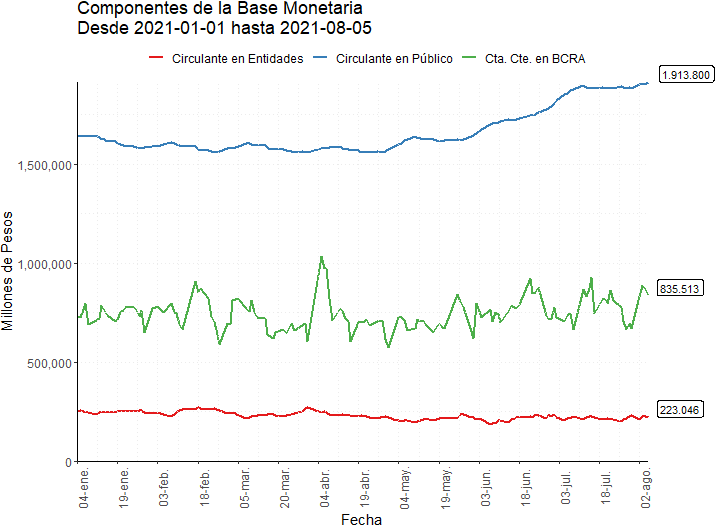 Componentes de la Base Monetaria
Desde 2021-01-01 hasta 2021-08-05
Circulante en Entidades
Circulante en Público
Cta. Cte. en BCRA
1.913.800
1,500,000
1,000,000
835.513
500,000
223.046
0
Millones de Pesos
04-ene.
19-ene.
03-feb.
18-feb.
05-mar.
20-mar.
04-abr.
19-abr.
04-may.
19-may.
03-jun.
18-jun.
03-jul.
18-jul.
02-ago.
Fecha